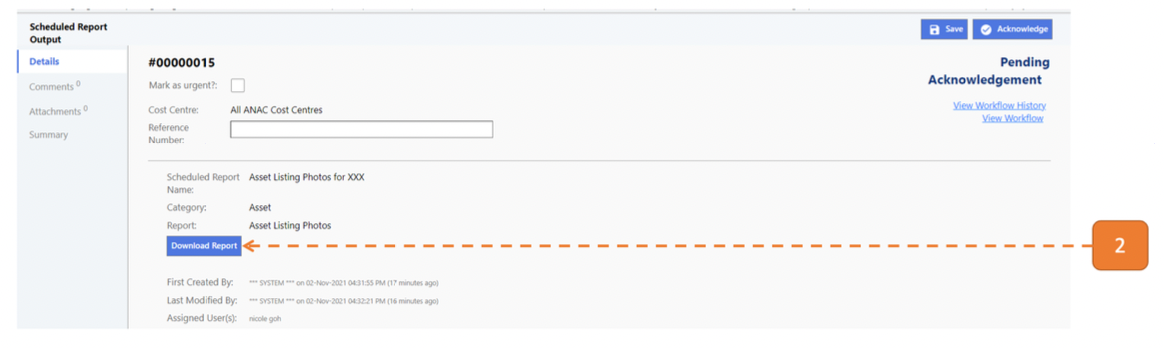 Scheduled Report
Output
Save
Acknowledge
Details
Comments 0
Attachments 0
Summary
#00000015
Mark as urgent?:
Cost Centre: All ANAC Cost Centres
Reference
Number:
Pending
Acknowledgement
View Workflow History
View Workflow
Scheduled Report Asset Listing Photos for XXX
Name:
Category: Asset
Report: Asset Listing Photos
Download Report
2
First Created By: *** SYSTEM *** on 02-Nov-2021 04:31:55 PM (17 minutes ago)
Last Modified By: *** SYSTEM *** on 02-Nov-2021 04:32:21 PM (16 minutes ago)
Assigned User(s): nicole goh